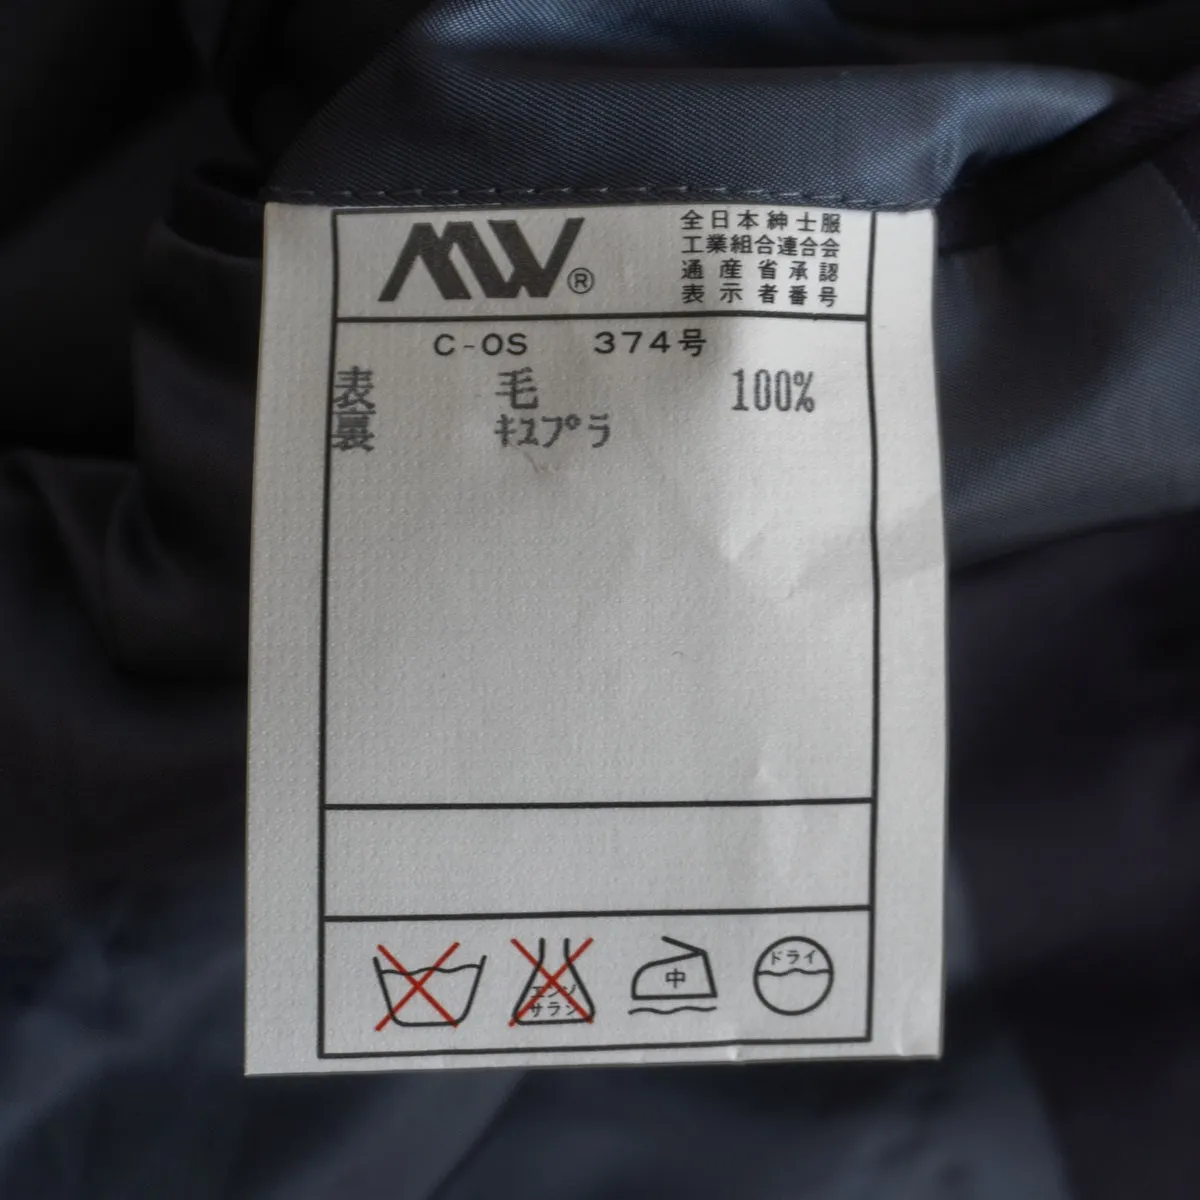 MW®
全日本紳士服
工業組合連合会
通産省承認
表示者番号
C-OS 374号
表 毛 100%
裏 ｷｭﾌﾟﾗ
エンソ
サラシ
中
ドライ